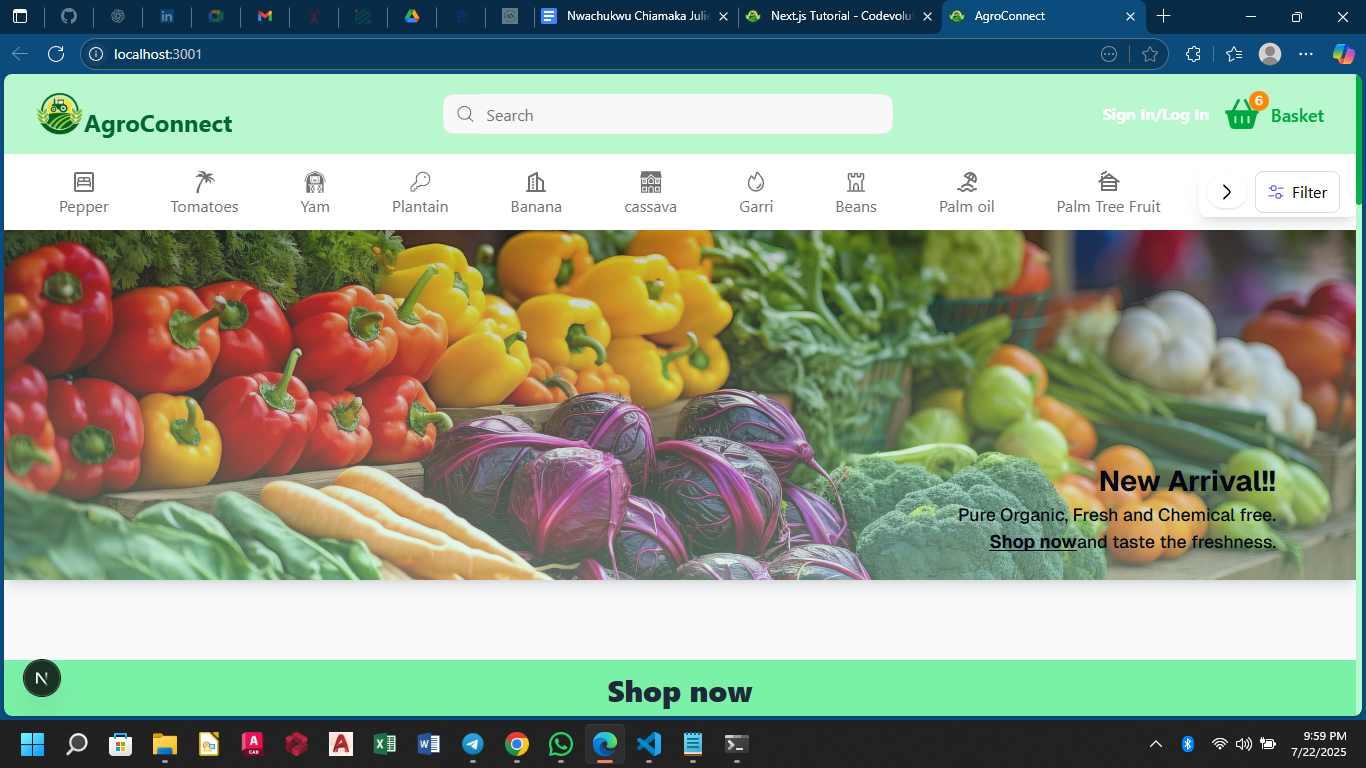 Nwachukwu Chiamaka Julie
Next.js Tutorial - Codevolut
AgroConnect
localhost:3001
AgroConnect
Search
Sign In/Log In
6
Basket
Pepper
Tomatoes
Yam
Plantain
Banana
cassava
Garri
Beans
Palm oil
Palm Tree Fruit
Filter
New Arrival!!
Pure Organic, Fresh and Chemical free.
Shop nowand taste the freshness.
Shop now
N
9:59 PM
7/22/2025